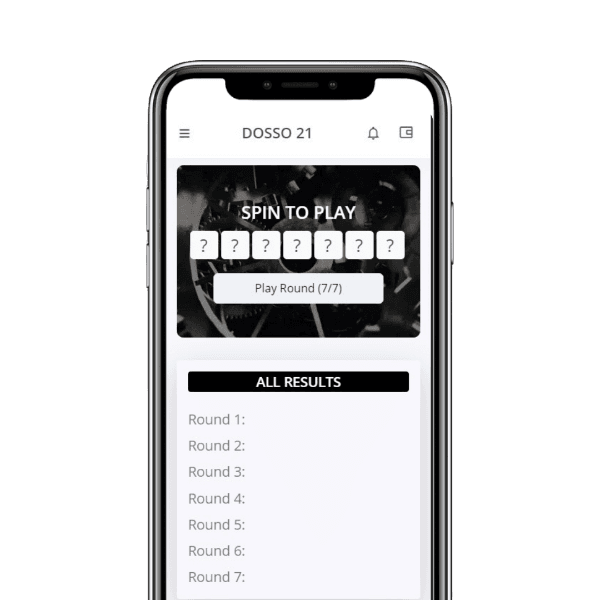 DOSSO 21
SPIN TO PLAY
? ? ? ? ? ? ?
Play Round (7/7)
ALL RESULTS
Round 1:
Round 2:
Round 3:
Round 4:
Round 5:
Round 6:
Round 7: